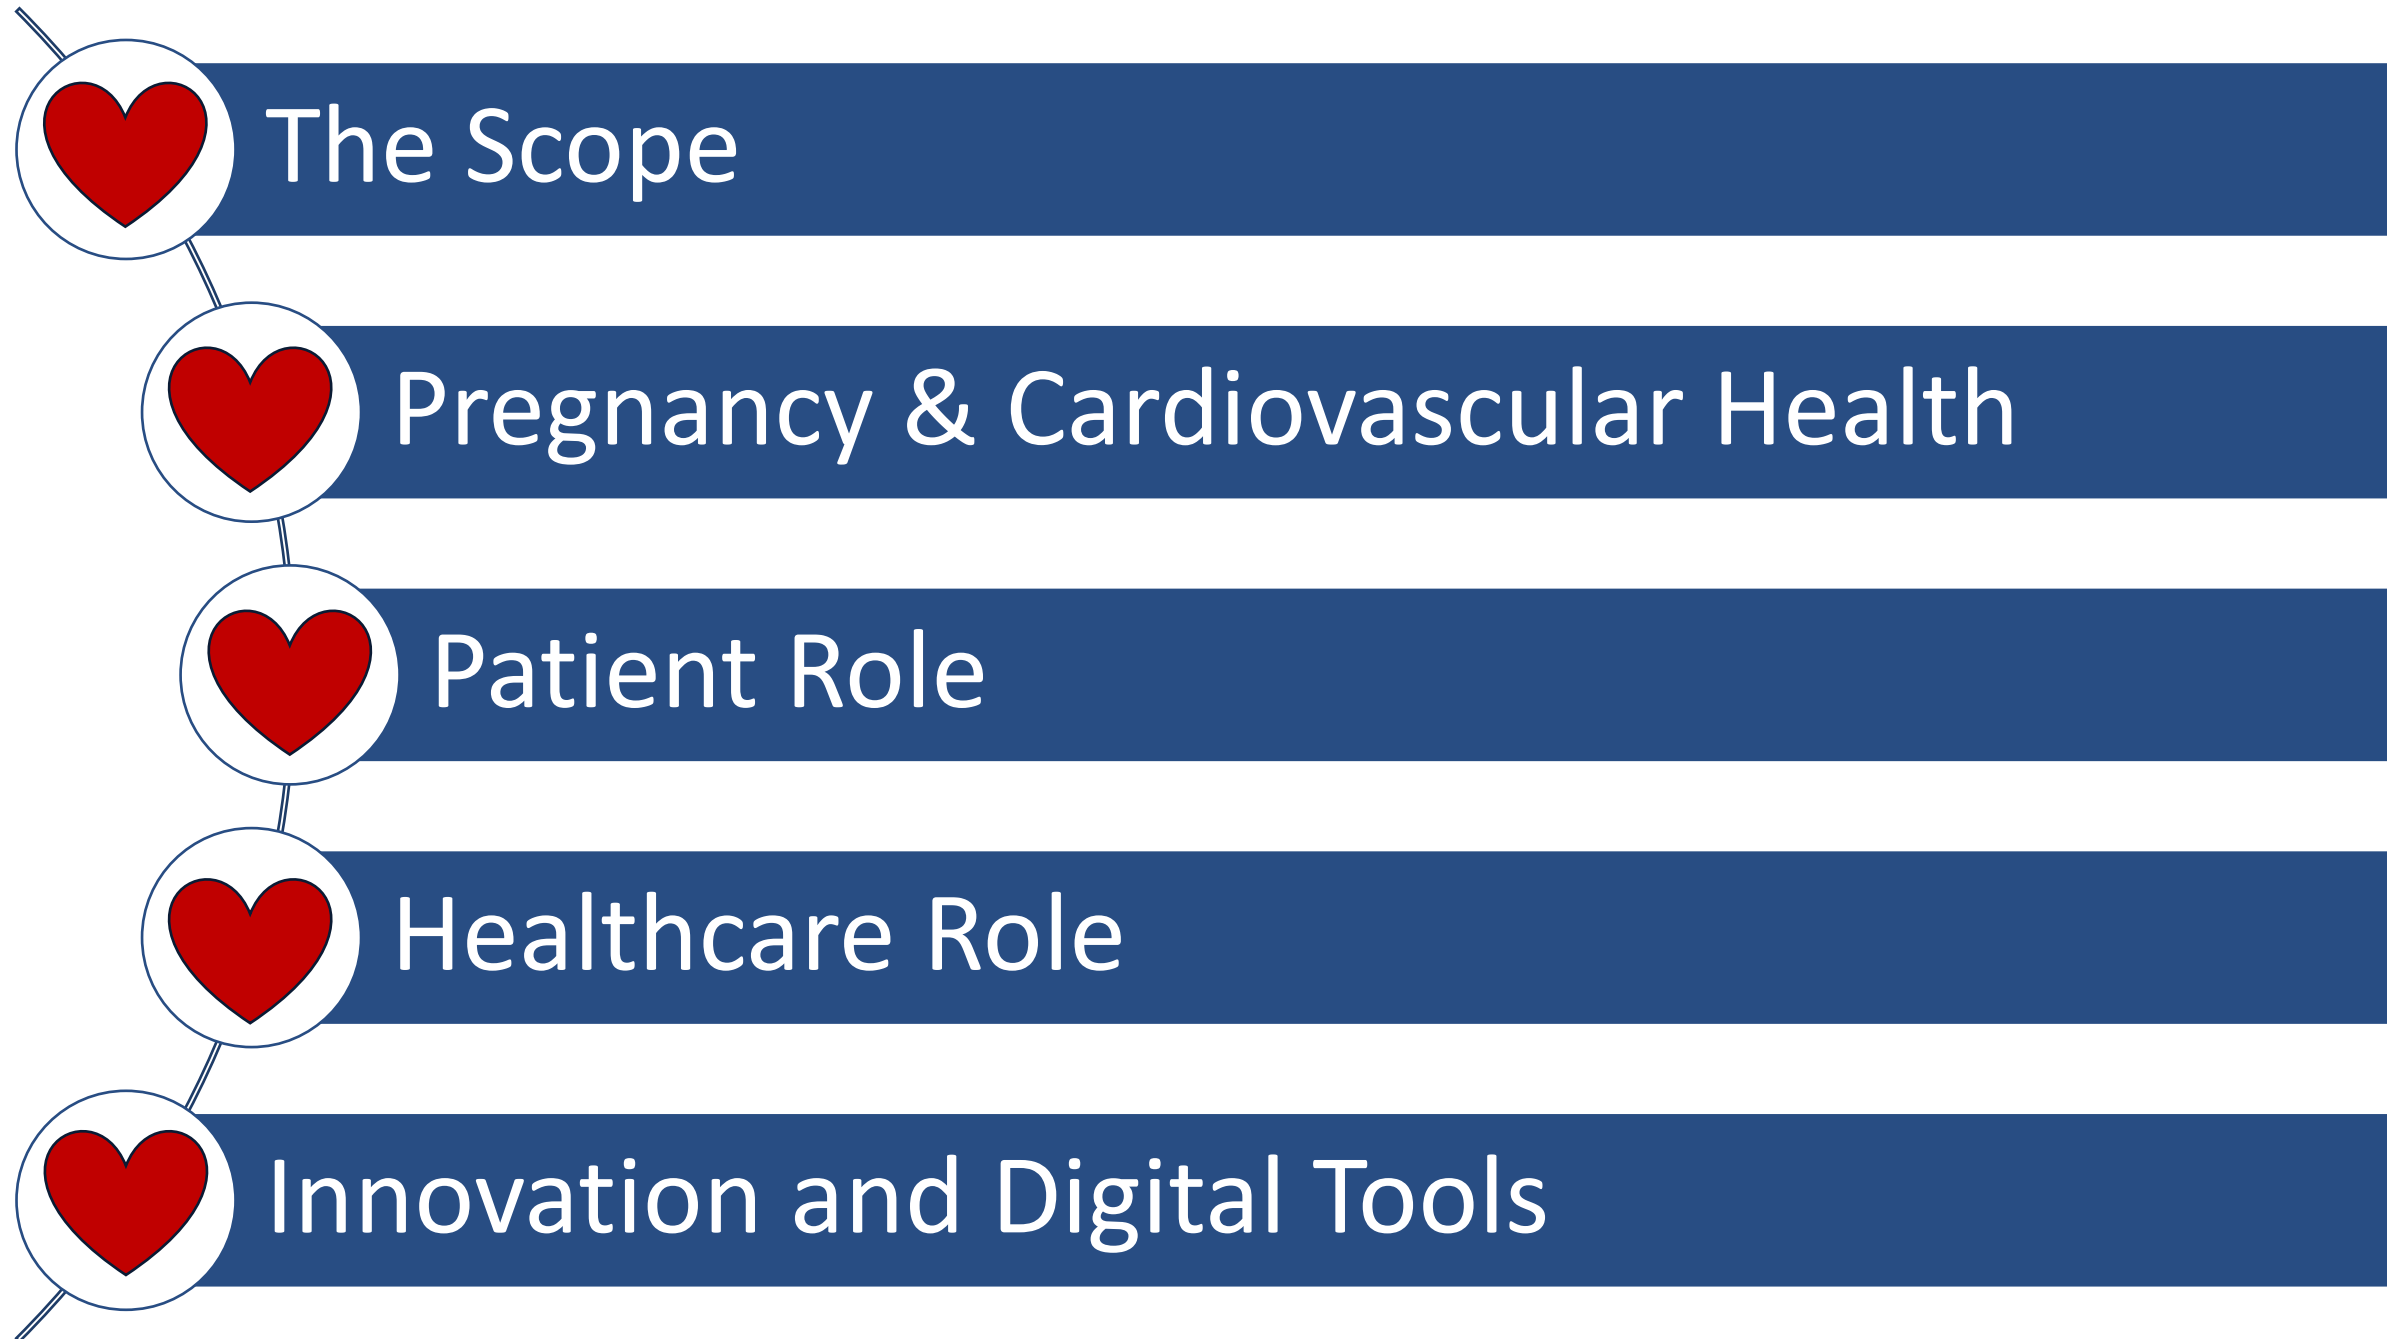 The Scope
Pregnancy & Cardiovascular Health
Patient Role
Healthcare Role
Innovation and Digital Tools